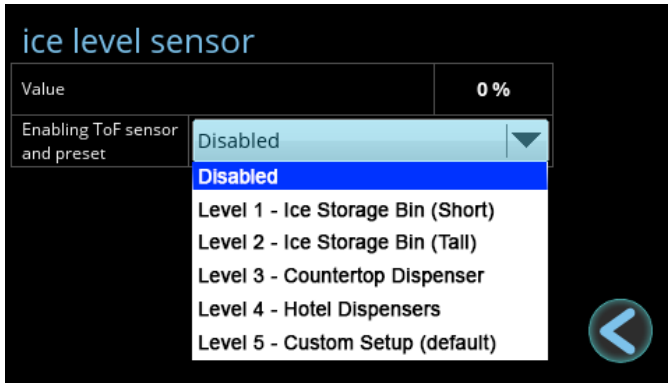 ice level sensor
Value 0 %
Enabling ToF sensor
and preset
Disabled
Disabled
Level 1 - Ice Storage Bin (Short)
Level 2 - Ice Storage Bin (Tall)
Level 3 - Countertop Dispenser
Level 4 - Hotel Dispensers
Level 5 - Custom Setup (default)